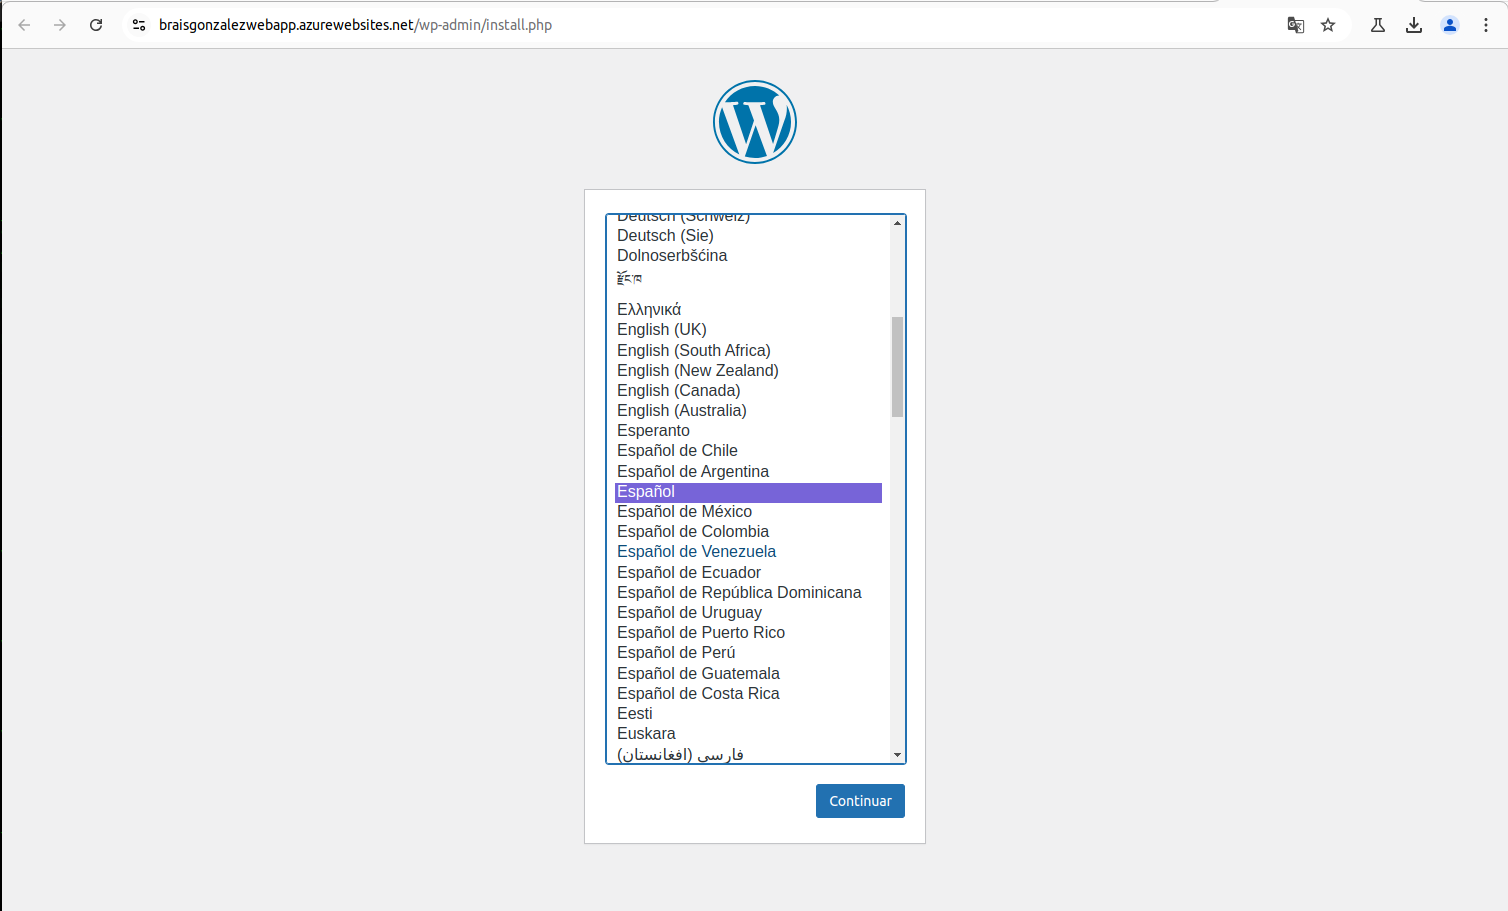 braisgonzalezwebapp.azurewebsites.net/wp-admin/install.php
Deutsch (Schweiz)
Deutsch (Sie)
Dolnoserbšćina
རྫོང་ཁ
Ελληνικά
English (UK)
English (South Africa)
English (New Zealand)
English (Canada)
English (Australia)
Esperanto
Español de Chile
Español de Argentina
Español
Español de México
Español de Colombia
Español de Venezuela
Español de Ecuador
Español de República Dominicana
Español de Uruguay
Español de Puerto Rico
Español de Perú
Español de Guatemala
Español de Costa Rica
Eesti
Euskara
(فارسی (افغانستان
Continuar